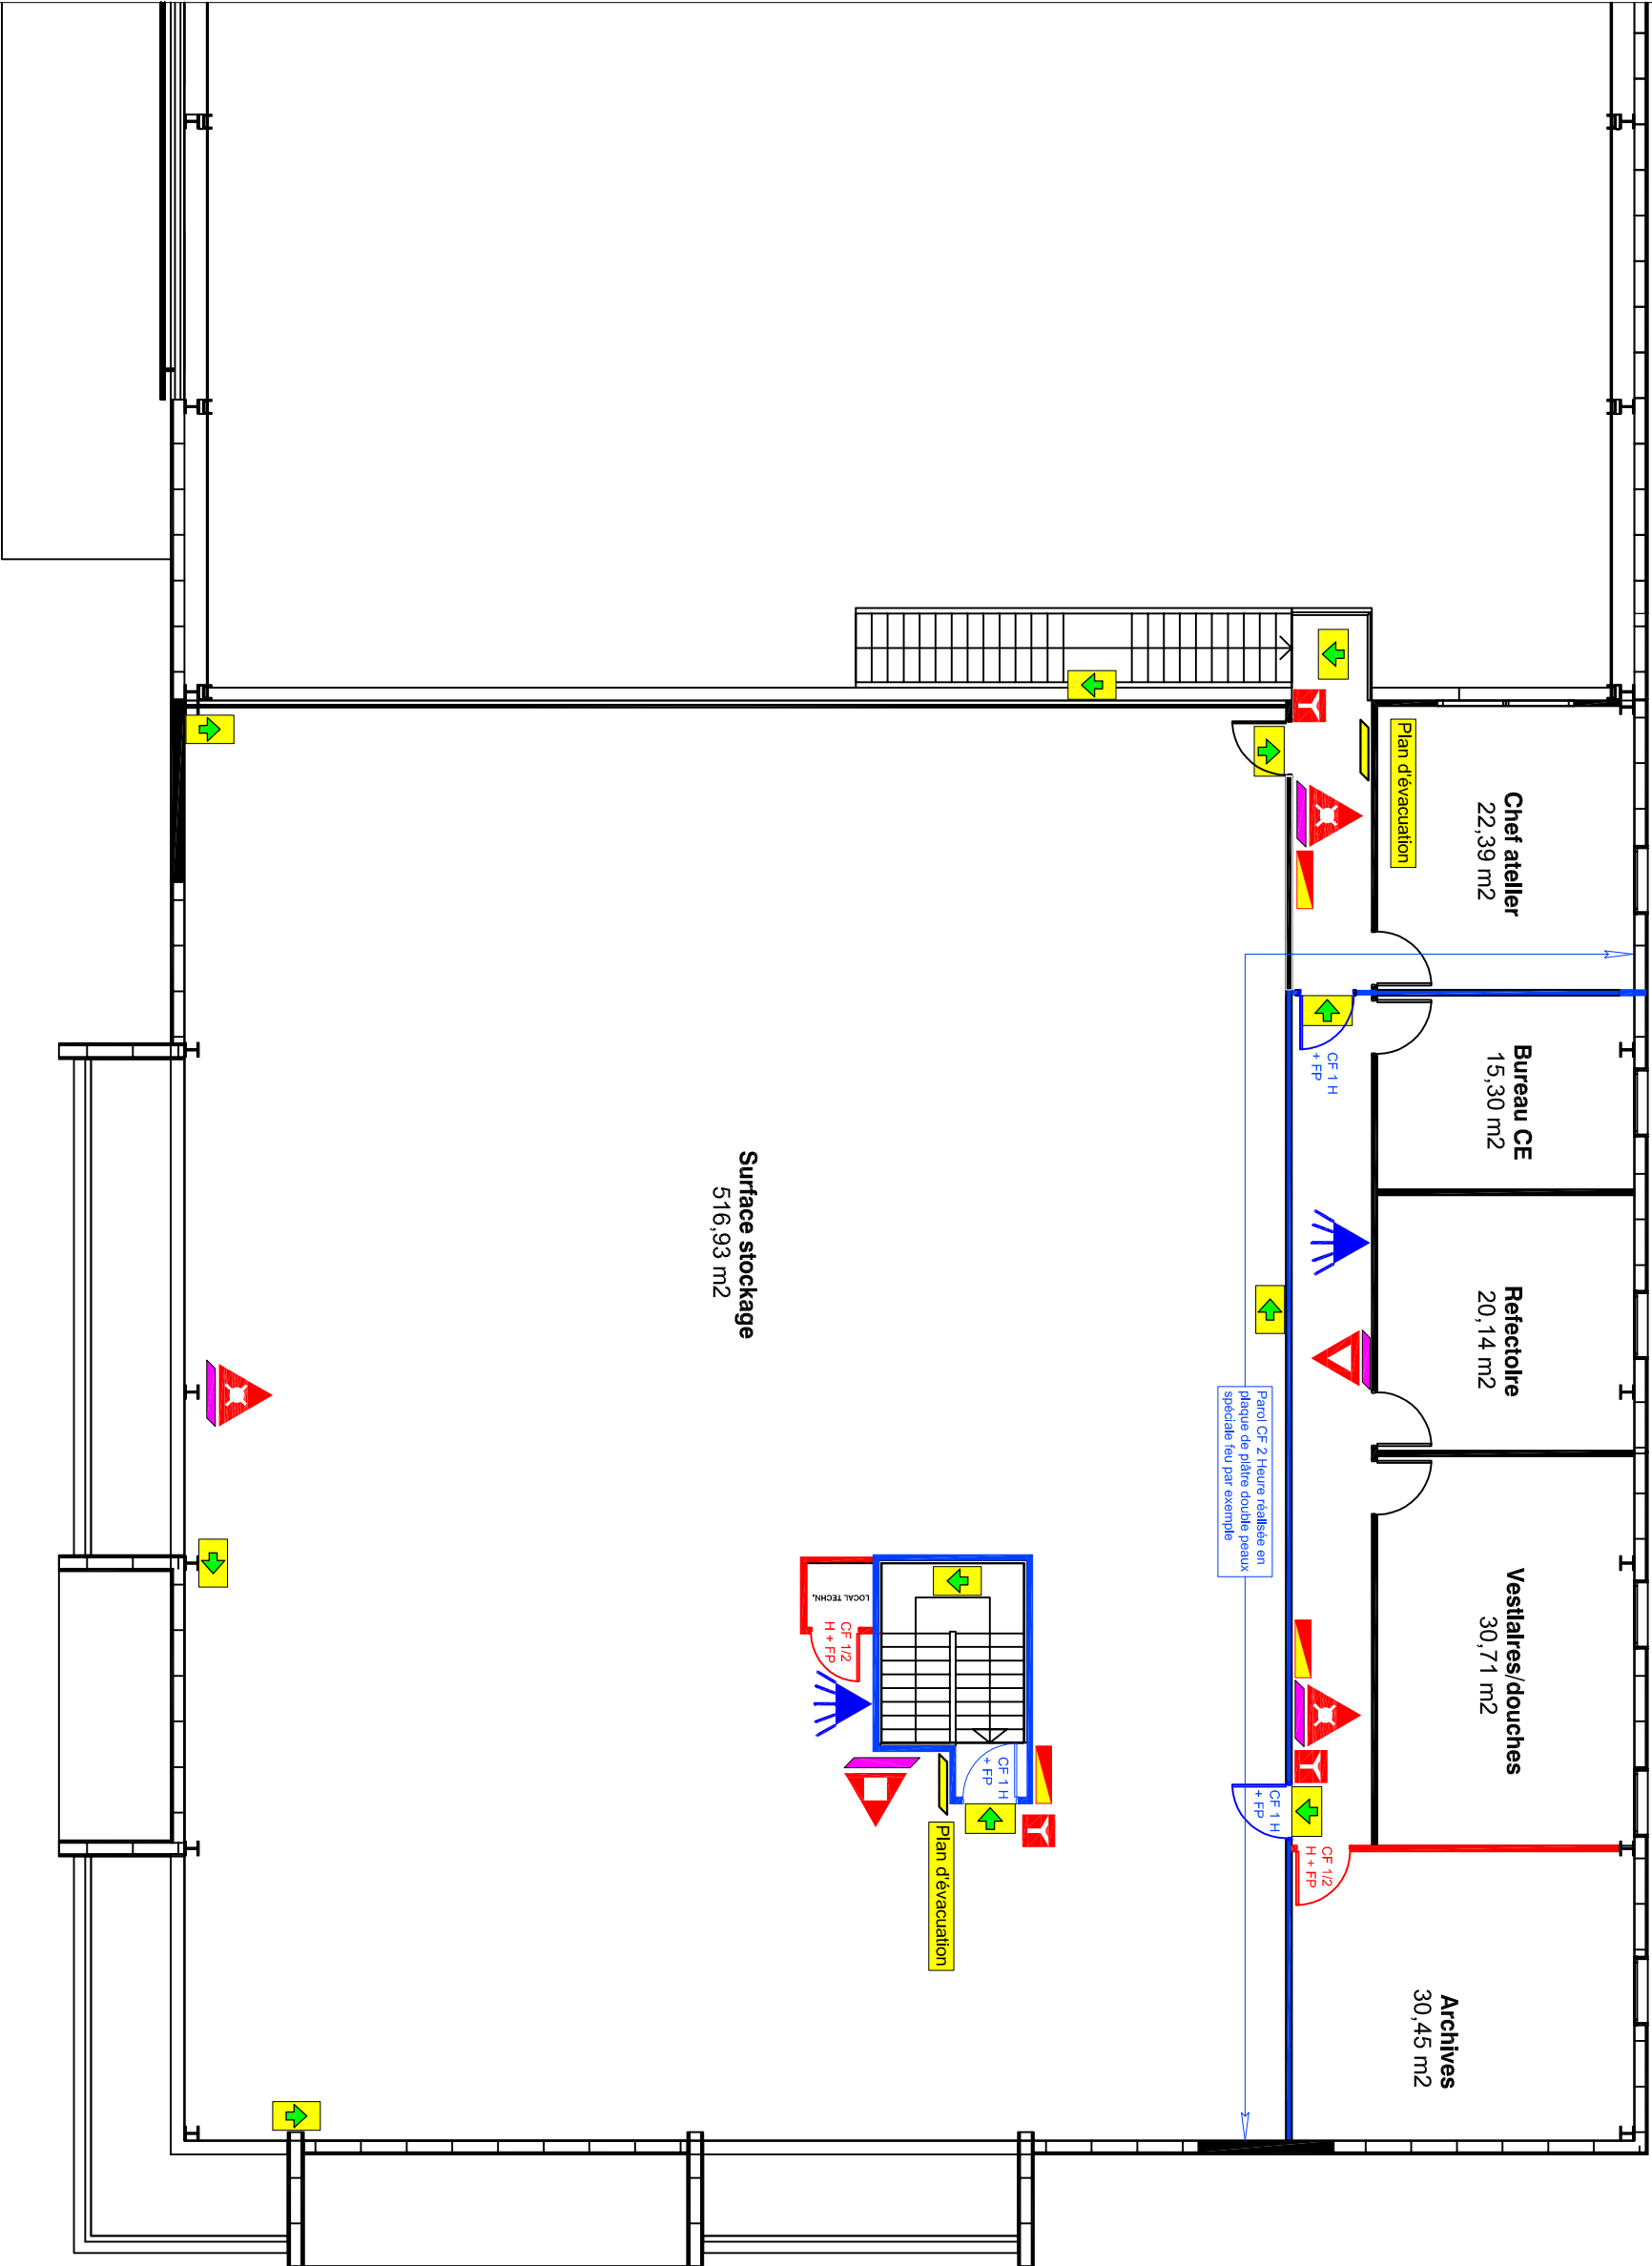 Chef atelier
22,39 m2
Plan d'évacuation
Bureau CE
15,30 m2
CF 1 H
+ FP
Refectoire
20,14 m2
Paroi CF 2 Heure réalisée en
plaque de plâtre double peaux
spéciale feu par exemple
Vestiaires/douches
30,71 m2
CF 1 H
+ FP
CF 1/2
H + FP
Archives
30,45 m2
Surface stockage
516,93 m2
LOCAL TECHN.
CF 1/2
H + FP
CF 1 H
+ FP
Plan d'évacuation